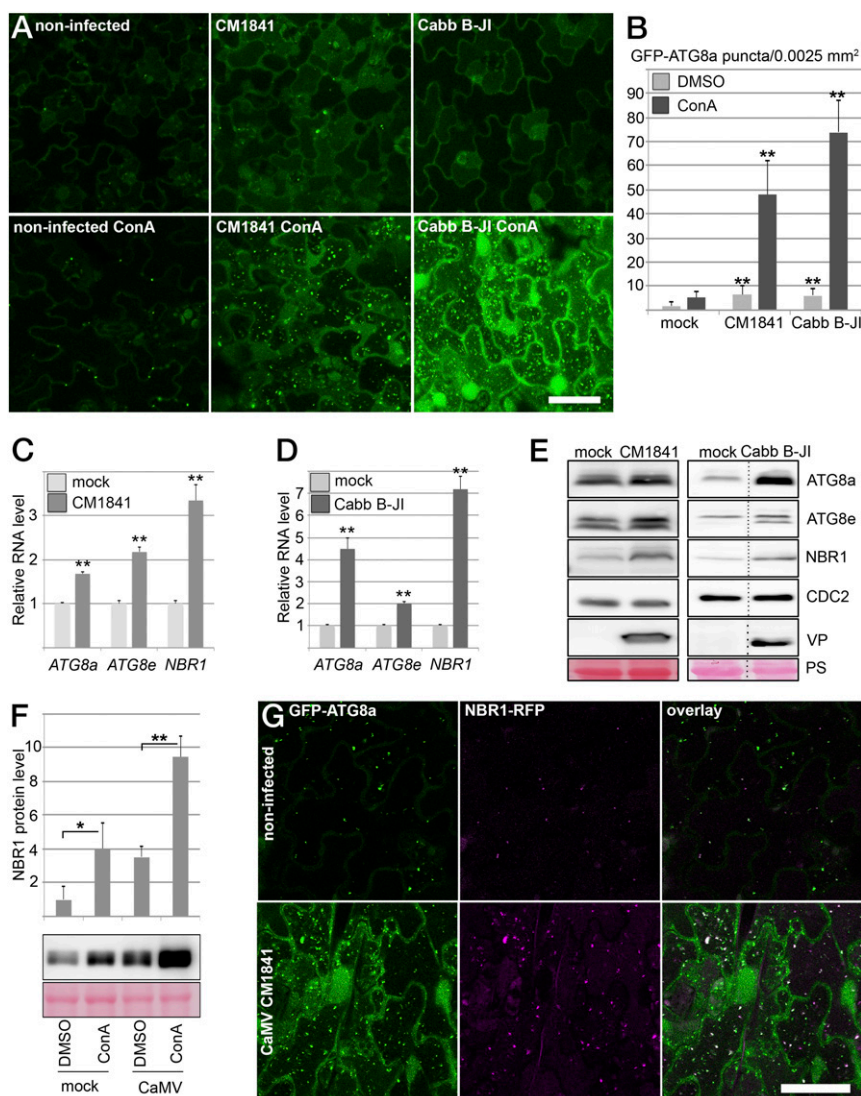 A
non-infected
CM1841
Cabb B-JI
non-infected ConA
CM1841 ConA
Cabb B-JI ConA
B
GFP-ATG8a puncta/0.0025 mm²
DMSO
ConA
90
80
70
60
50
40
30
20
10
**
**
**
**
mock
CM1841
Cabb B-JI
C
Relative RNA level
mock
CM1841
3
2
1
**
**
**
ATG8a
ATG8e
NBR1
D
Relative RNA level
mock
Cabb B-JI
7
6
5
4
3
2
1
**
**
**
ATG8a
ATG8e
NBR1
E
mock CM1841
mock Cabb B-JI
ATG8a
ATG8e
NBR1
CDC2
VP
PS
F
NBR1 protein level
10
8
6
4
2
*
**
DMSO
ConA
DMSO
ConA
mock
CaMV
G
GFP-ATG8a
NBR1-RFP
overlay
non-infected
CaMV CM1841